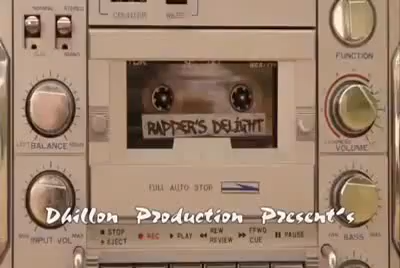 NORMAL STEREO
COUNTER
FUNCTION
RAPPER'S DELIGHT
BALANCE
VOLUME
FULL AUTO STOP
Dhillon Production Present's
INPUT VOL
BASS
STOP REC PLAY REW FFWD PAUSE
EJECT REVIEW CUE